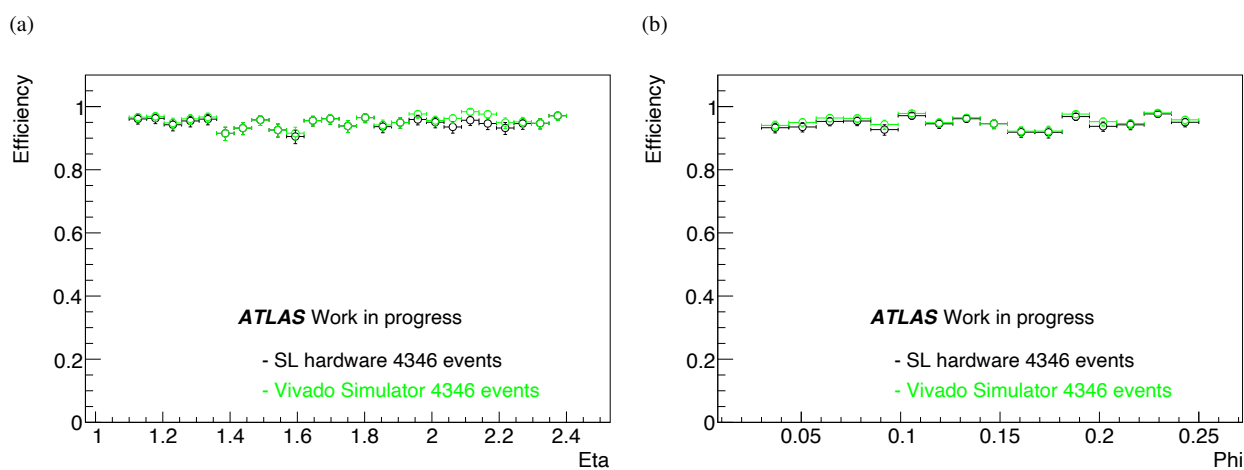 (a)
Efficiency
1
0.8
0.6
0.4
0.2
0
ATLAS Work in progress
- SL hardware 4346 events
- Vivado Simulator 4346 events
1 1.2 1.4 1.6 1.8 2 2.2 2.4
Eta
(b)
Efficiency
1
0.8
0.6
0.4
0.2
0
ATLAS Work in progress
- SL hardware 4346 events
- Vivado Simulator 4346 events
0.05 0.1 0.15 0.2 0.25
Phi